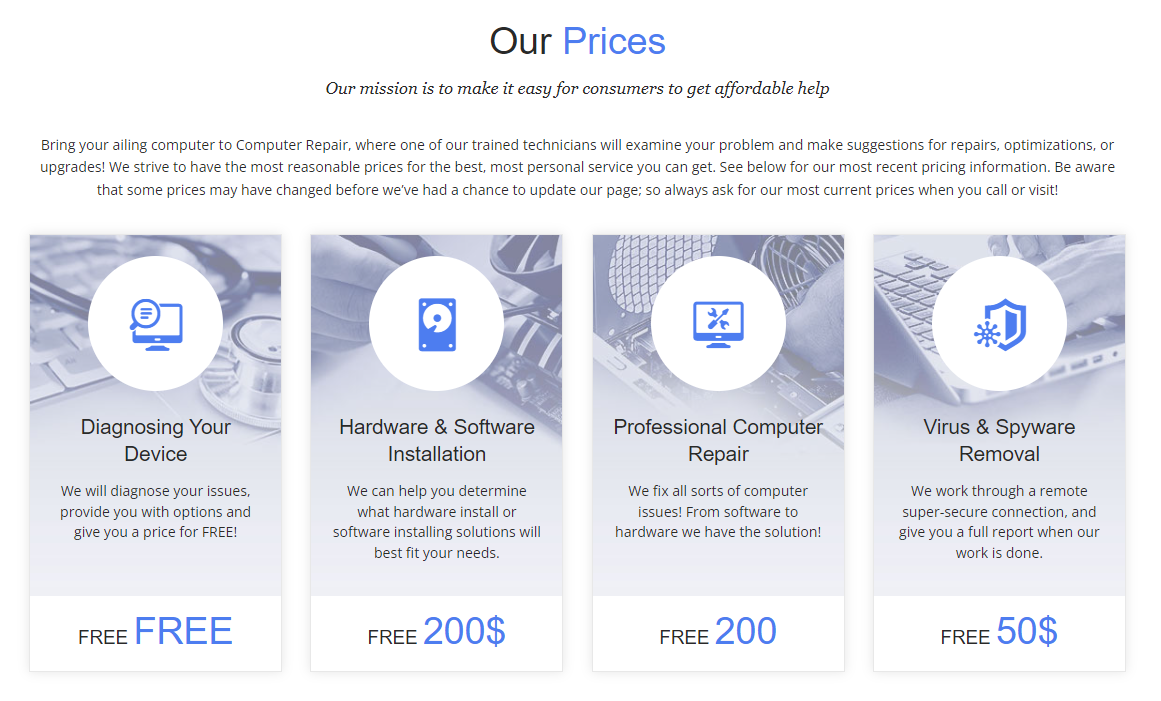 Our Prices
Our mission is to make it easy for consumers to get affordable help
Bring your ailing computer to Computer Repair, where one of our trained technicians will examine your problem and make suggestions for repairs, optimizations, or
upgrades! We strive to have the most reasonable prices for the best, most personal service you can get. See below for our most recent pricing information. Be aware
that some prices may have changed before we’ve had a chance to update our page; so always ask for our most current prices when you call or visit!
Diagnosing Your
Device
We will diagnose your issues,
provide you with options and
give you a price for FREE!
FREE FREE
Hardware & Software
Installation
We can help you determine
what hardware install or
software installing solutions will
best fit your needs.
FREE 200$
Professional Computer
Repair
We fix all sorts of computer
issues! From software to
hardware we have the solution!
FREE 200
Virus & Spyware
Removal
We work through a remote
super-secure connection, and
give you a full report when our
work is done.
FREE 50$